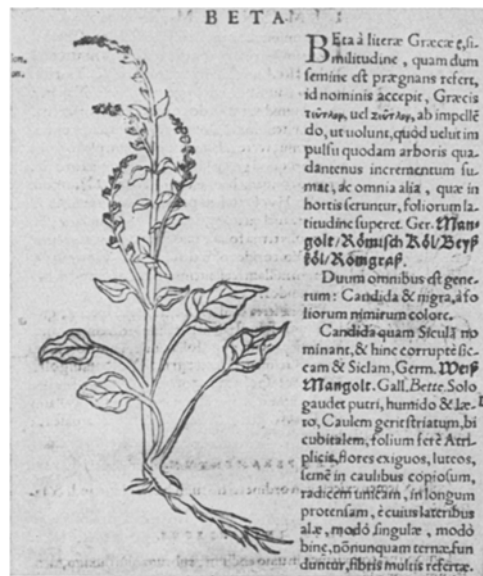 BETA.
BEta à literæ Græcæ ε, si-
militudine, quam dum
semine est prægnans refert,
id nominis accepit, Græcis
τεῦτλομ, uel σεῦτλομ, ab impellē
do, ut uolunt, quòd uelut im
pulsu quodam arboris qua-
dantenus incrementum su-
mat, ac omnia alia, quæ in
hortis seruntur, foliorum la-
titudine superet. Ger. Man-
golt/Römisch Köl/Beyß
köl/Römgraß.
Duum omnibus est gene-
rum: Candida & nigra, à fo
liorum nimirum colore.
Candida quam Siculā no
minant, & hinc corruptè sic-
cam & Siclam, Germ. Weiß
Mangolt. Gall. Bette. Solo
gaudet putri, humido & læ-
to, Caulem gerit striatum, bi
cubitalem, folium ferè Atri-
plicis, flores exiguos, luteos,
semē in caulibus copiosum,
radicem unicam, in longum
protensam, è cuius lateribus
alæ, modò singulæ, modò
binę, nōnunquam ternæ fun
duntur, fibris multis refertæ.